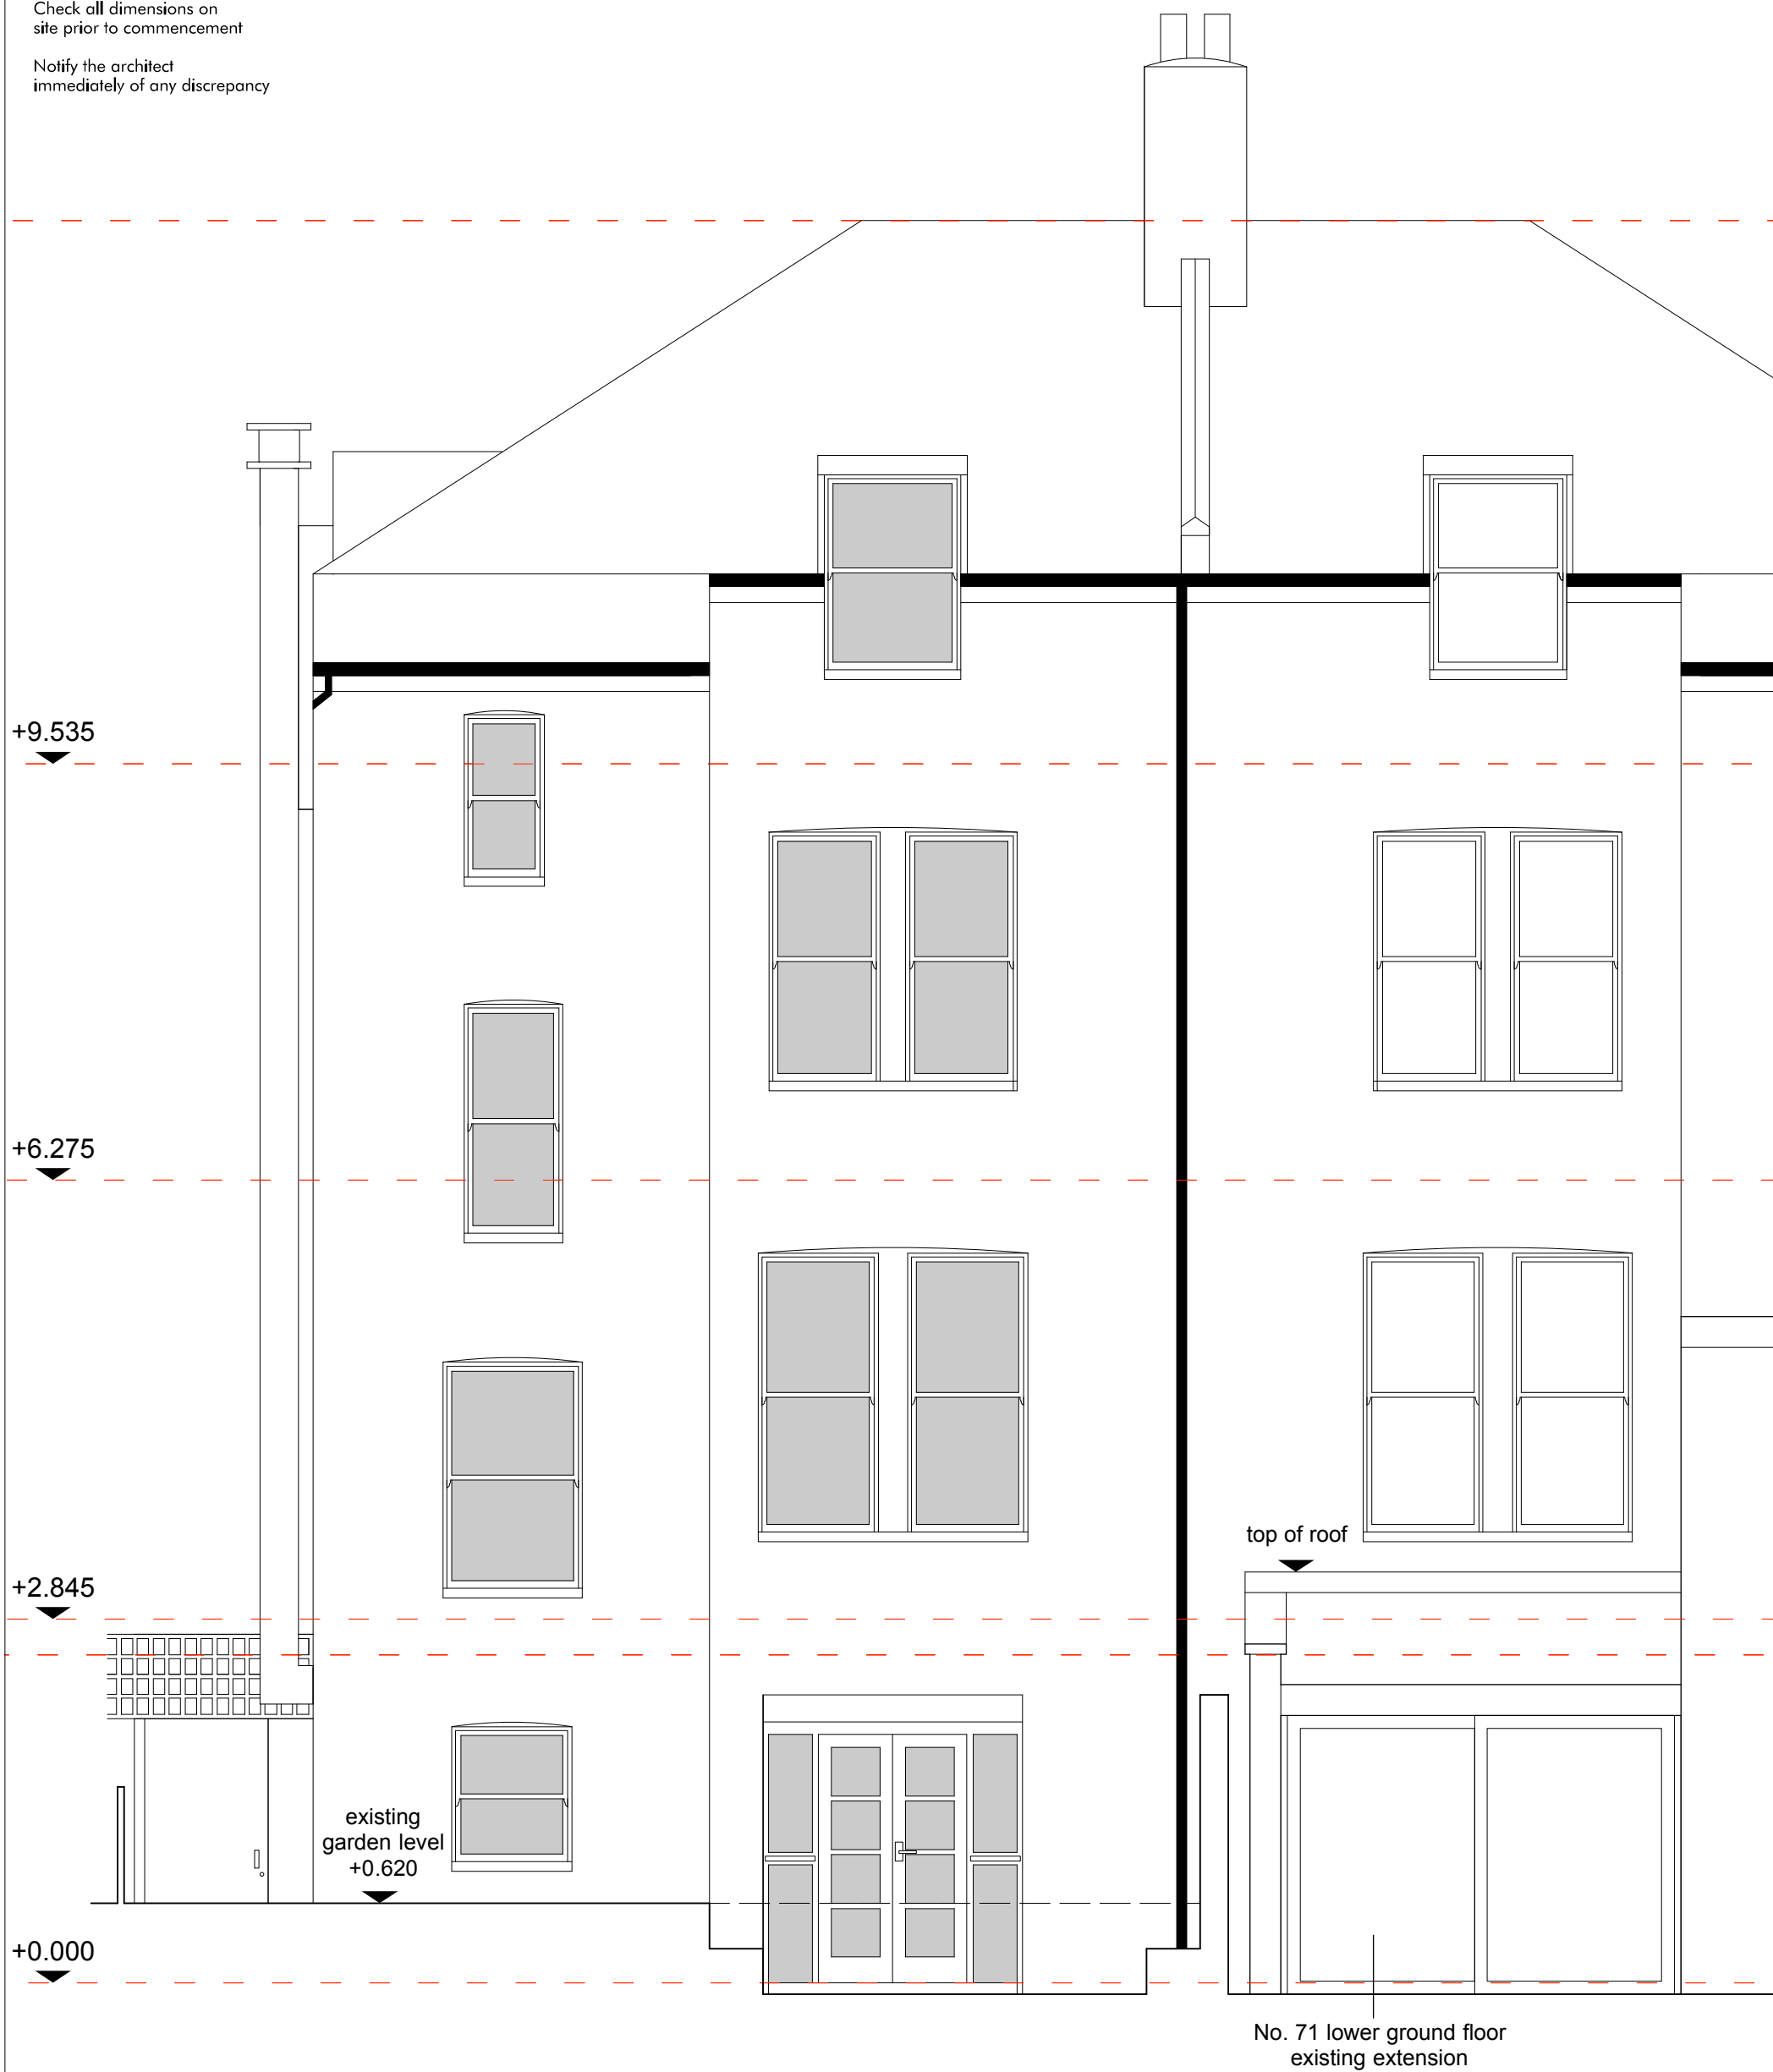 Check all dimensions on
site prior to commencement
Notify the architect
immediately of any discrepancy
+9.535
+6.275
top of roof
+2.845
existing
garden level
+0.620
+0.000
No. 71 lower ground floor
existing extension